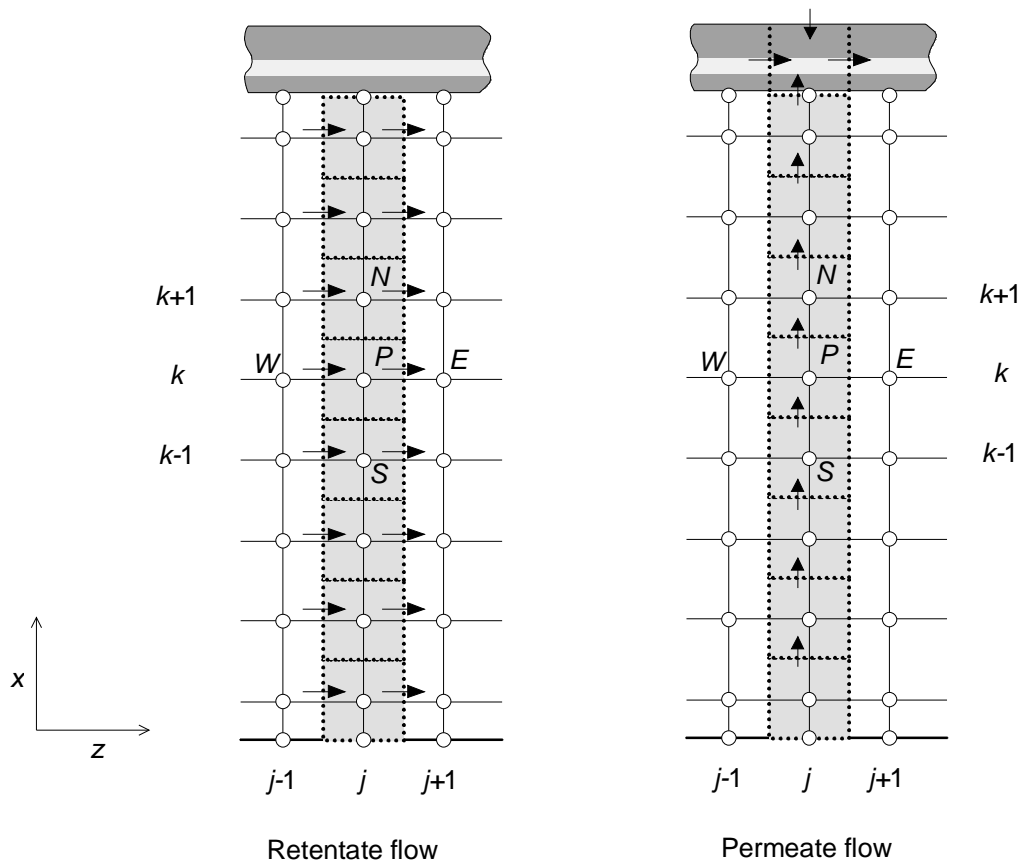 N
N
k+1
k+1
W
P
E
W
P
E
k
k
k-1
k-1
S
S
x
z
j-1
j
j+1
j-1
j
j+1
Retentate flow
Permeate flow